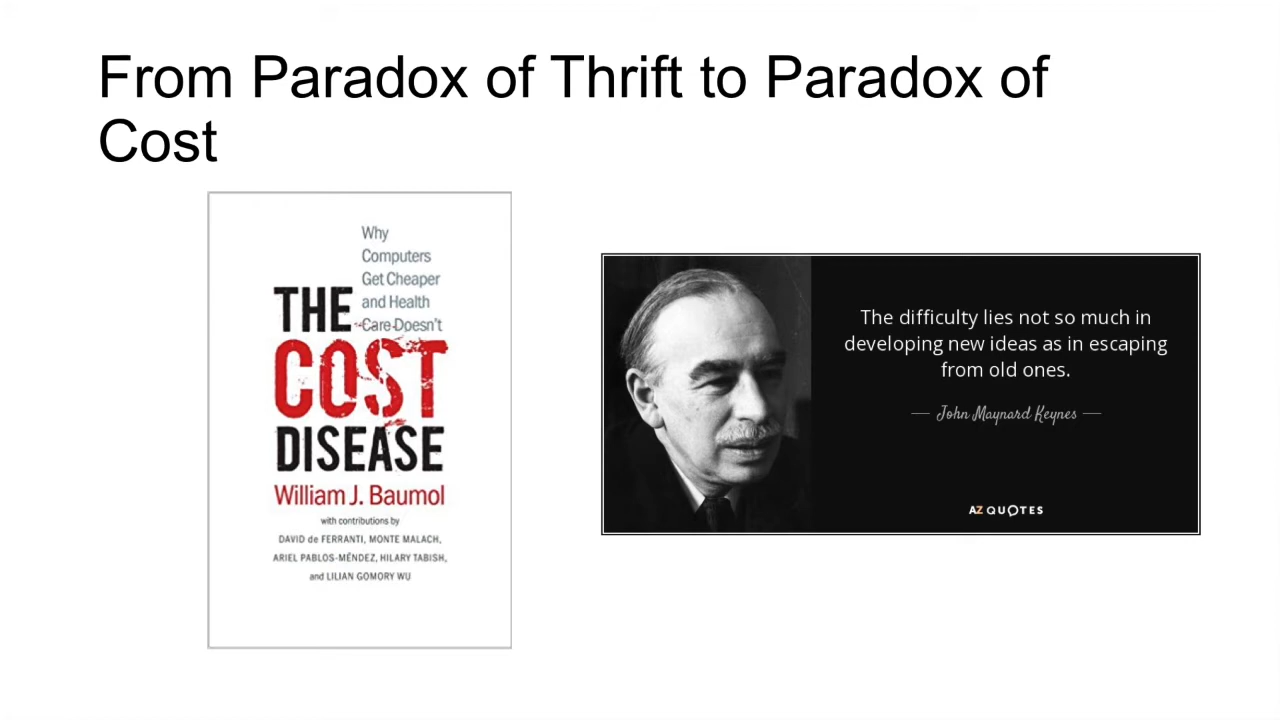 From Paradox of Thrift to Paradox of
Cost
Why
Computers
Get Cheaper
and Health
Care Doesn't
THE
COST
DISEASE
William J. Baumol
with contributions by
DAVID de FERRANTI, MONTE MALACH,
ARIEL PABLOS-MÉNDEZ, HILARY TABISH,
and LILIAN GOMORY WU
The difficulty lies not so much in
developing new ideas as in escaping
from old ones.
— John Maynard Keynes —
AZ QUOTES